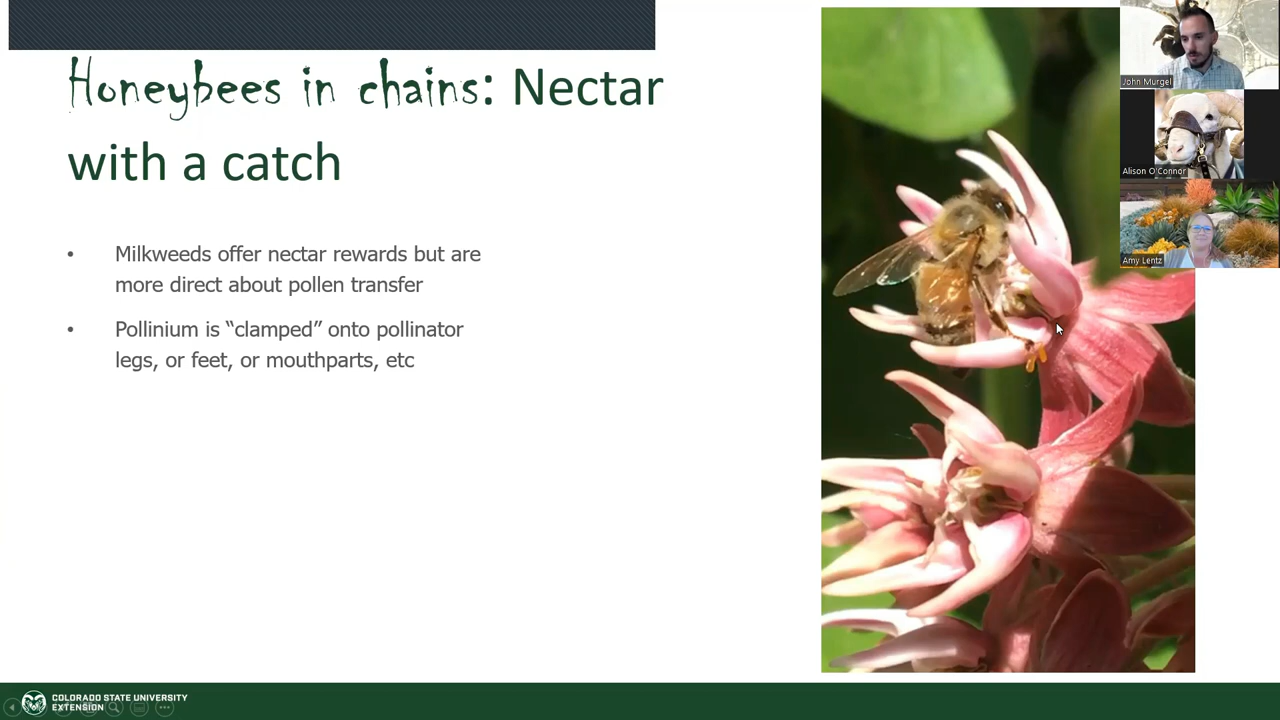 Honeybees in chains: Nectar
with a catch
• Milkweeds offer nectar rewards but are
more direct about pollen transfer
• Pollinium is “clamped” onto pollinator
legs, or feet, or mouthparts, etc
John Murgel
Alison O'Connor
Amy Lentz
COLORADO STATE UNIVERSITY
EXTENSION